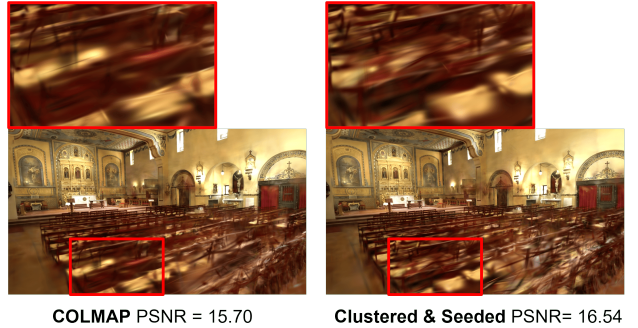 COLMAP PSNR = 15.70
Clustered & Seeded PSNR= 16.54